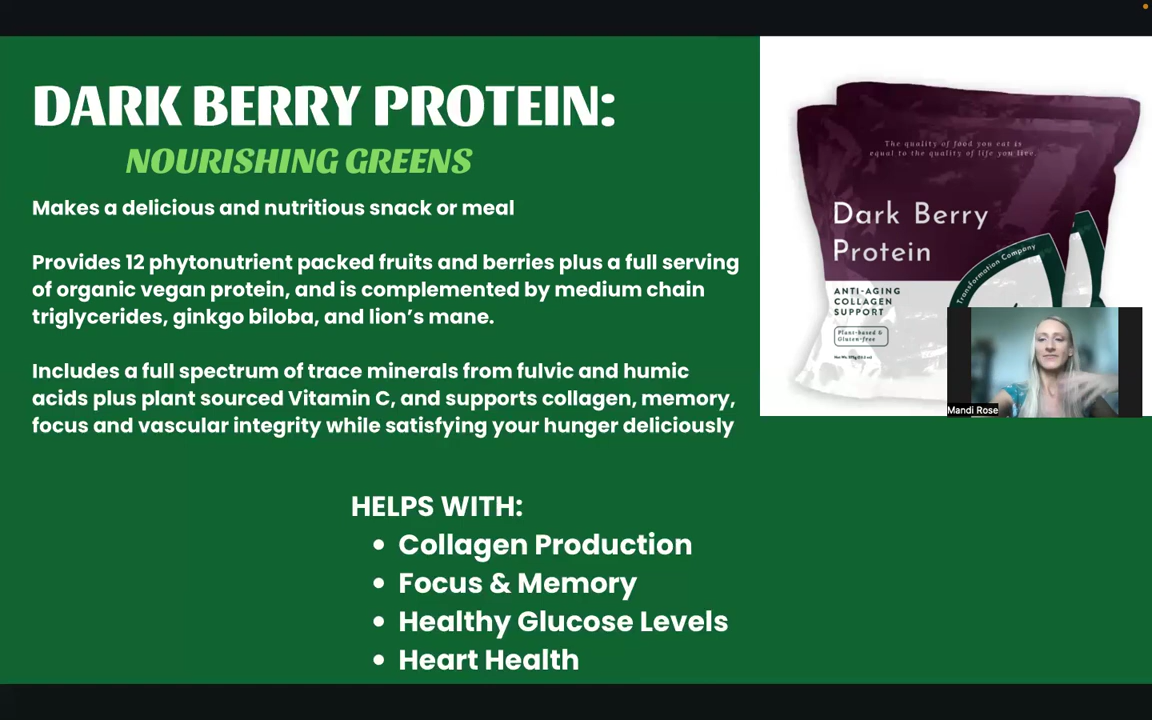 DARK BERRY PROTEIN:
NOURISHING GREENS
Makes a delicious and nutritious snack or meal
Provides 12 phytonutrient packed fruits and berries plus a full serving
of organic vegan protein, and is complemented by medium chain
triglycerides, ginkgo biloba, and lion’s mane.
Includes a full spectrum of trace minerals from fulvic and humic
acids plus plant sourced Vitamin C, and supports collagen, memory,
focus and vascular integrity while satisfying your hunger deliciously
HELPS WITH:
• Collagen Production
• Focus & Memory
• Healthy Glucose Levels
• Heart Health
The quality of food you eat is
equal to the quality of life you live.
Dark Berry
Protein
Transformation Company
ANTI-AGING
COLLAGEN
SUPPORT
Plant-based &
Gluten-free
Mandi Rose